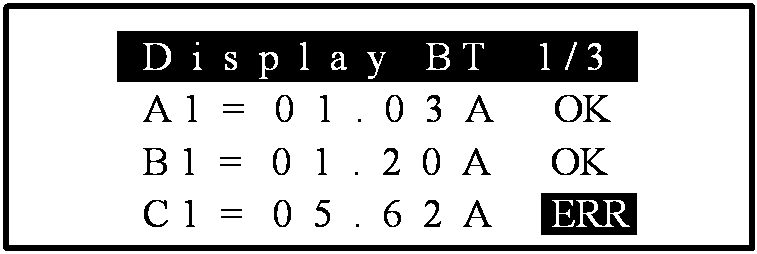 Display BT 1/3
A1=01.03A OK
B1=01.20A OK
C1=05.62A ERR